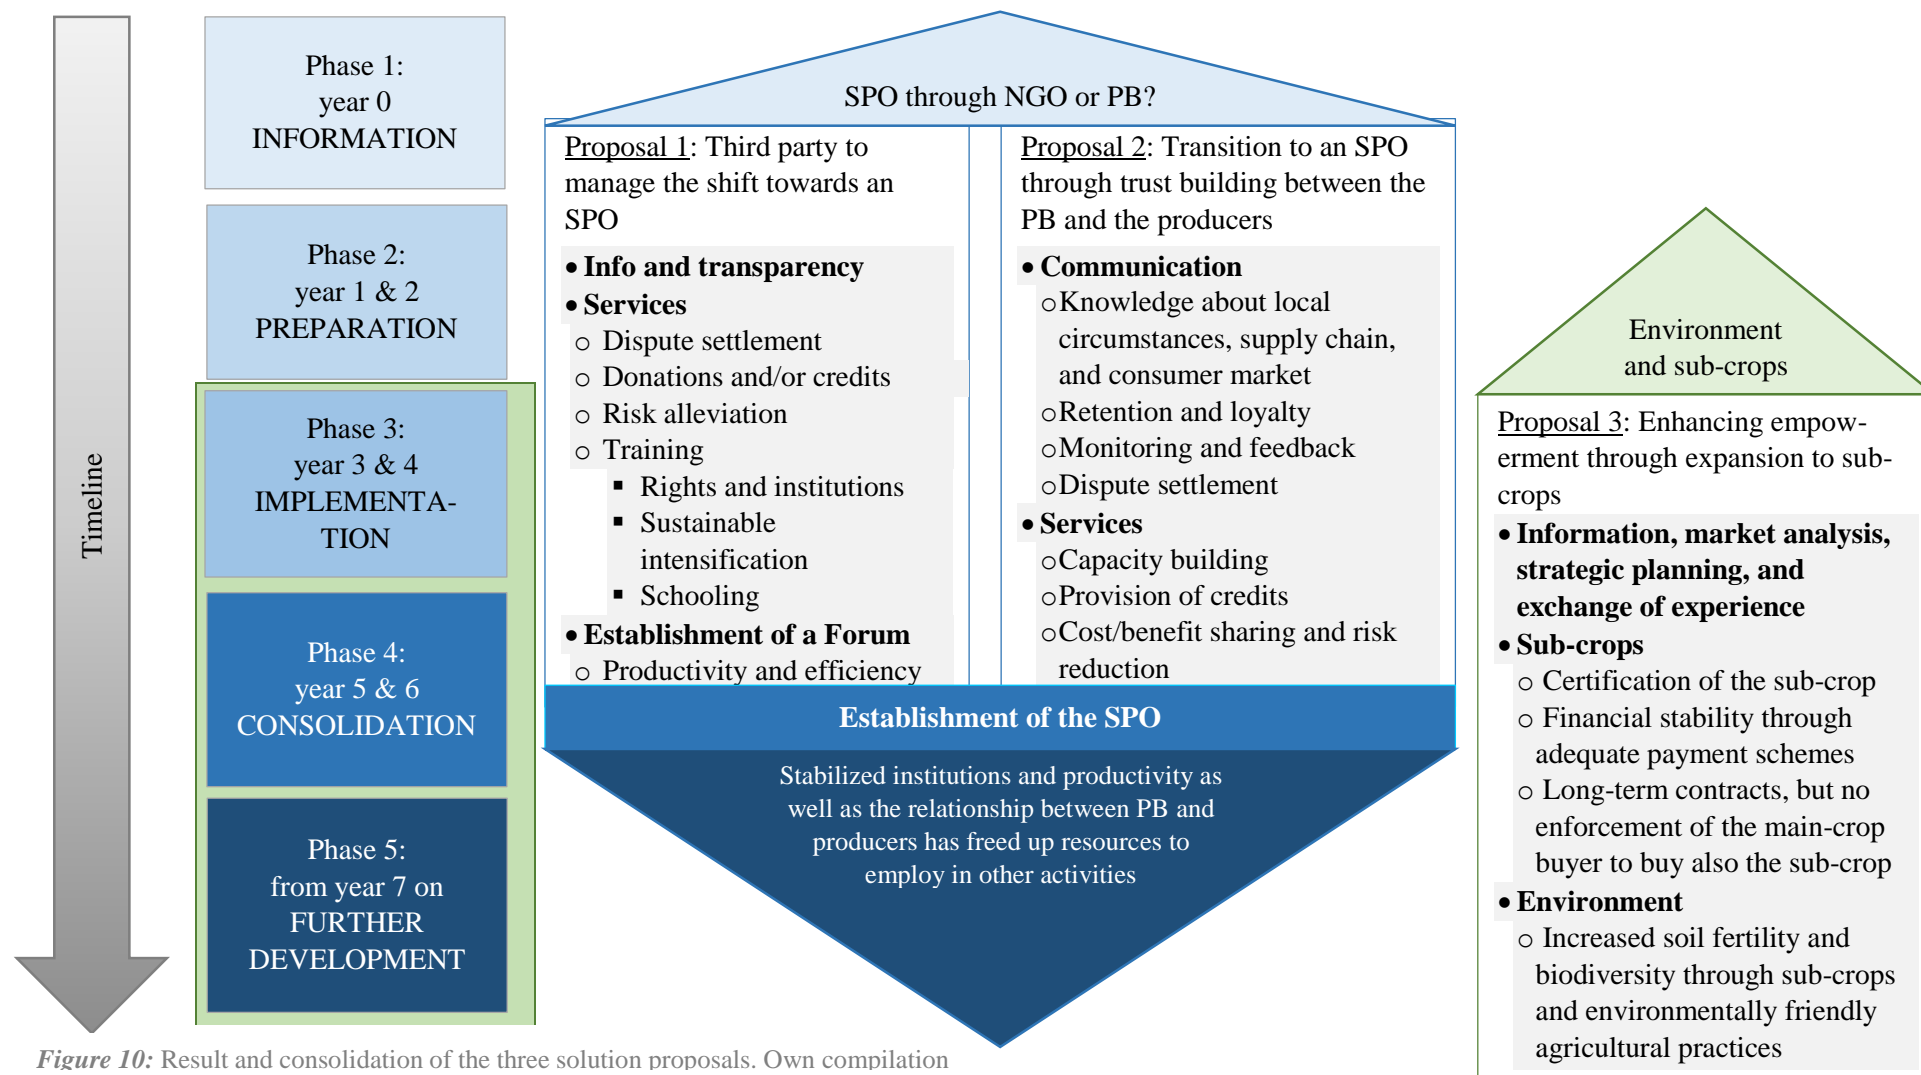 Timeline
Phase 1:
year 0
INFORMATION
Phase 2:
year 1 & 2
PREPARATION
Phase 3:
year 3 & 4
IMPLEMENTA-
TION
Phase 4:
year 5 & 6
CONSOLIDATION
Phase 5:
from year 7 on
FURTHER
DEVELOPMENT
SPO through NGO or PB?
Proposal 1: Third party to
manage the shift towards an
SPO
• Info and transparency
• Services
o Dispute settlement
o Donations and/or credits
o Risk alleviation
o Training
▪ Rights and institutions
▪ Sustainable
intensification
▪ Schooling
• Establishment of a Forum
o Productivity and efficiency
Proposal 2: Transition to an SPO
through trust building between the
PB and the producers
• Communication
o Knowledge about local
circumstances, supply chain,
and consumer market
o Retention and loyalty
o Monitoring and feedback
o Dispute settlement
• Services
o Capacity building
o Provision of credits
o Cost/benefit sharing and risk
reduction
Establishment of the SPO
Stabilized institutions and productivity as
well as the relationship between PB and
producers has freed up resources to
employ in other activities
Environment
and sub-crops
Proposal 3: Enhancing empow-
erment through expansion to sub-
crops
• Information, market analysis,
strategic planning, and
exchange of experience
• Sub-crops
o Certification of the sub-crop
o Financial stability through
adequate payment schemes
o Long-term contracts, but no
enforcement of the main-crop
buyer to buy also the sub-crop
• Environment
o Increased soil fertility and
biodiversity through sub-crops
and environmentally friendly
agricultural practices
Figure 10: Result and consolidation of the three solution proposals. Own compilation